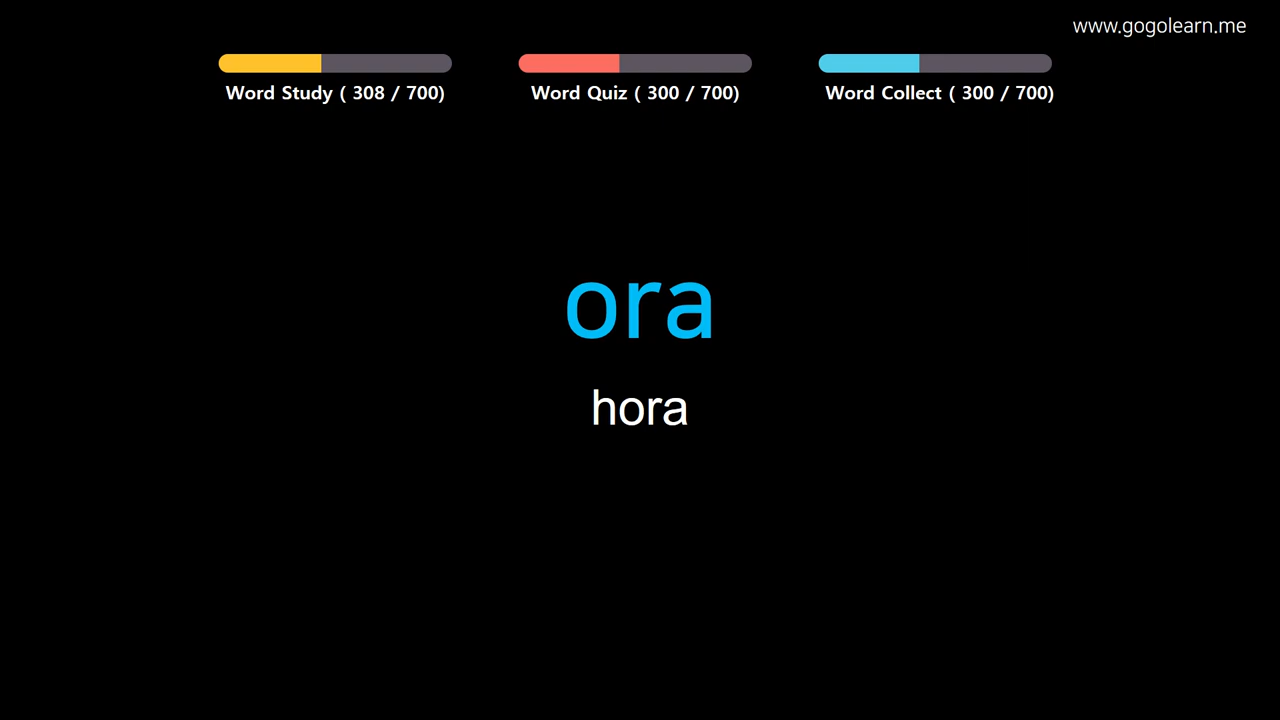 www.gogolearn.me
Word Study ( 308 / 700)
Word Quiz ( 300 / 700)
Word Collect ( 300 / 700)
ora
hora